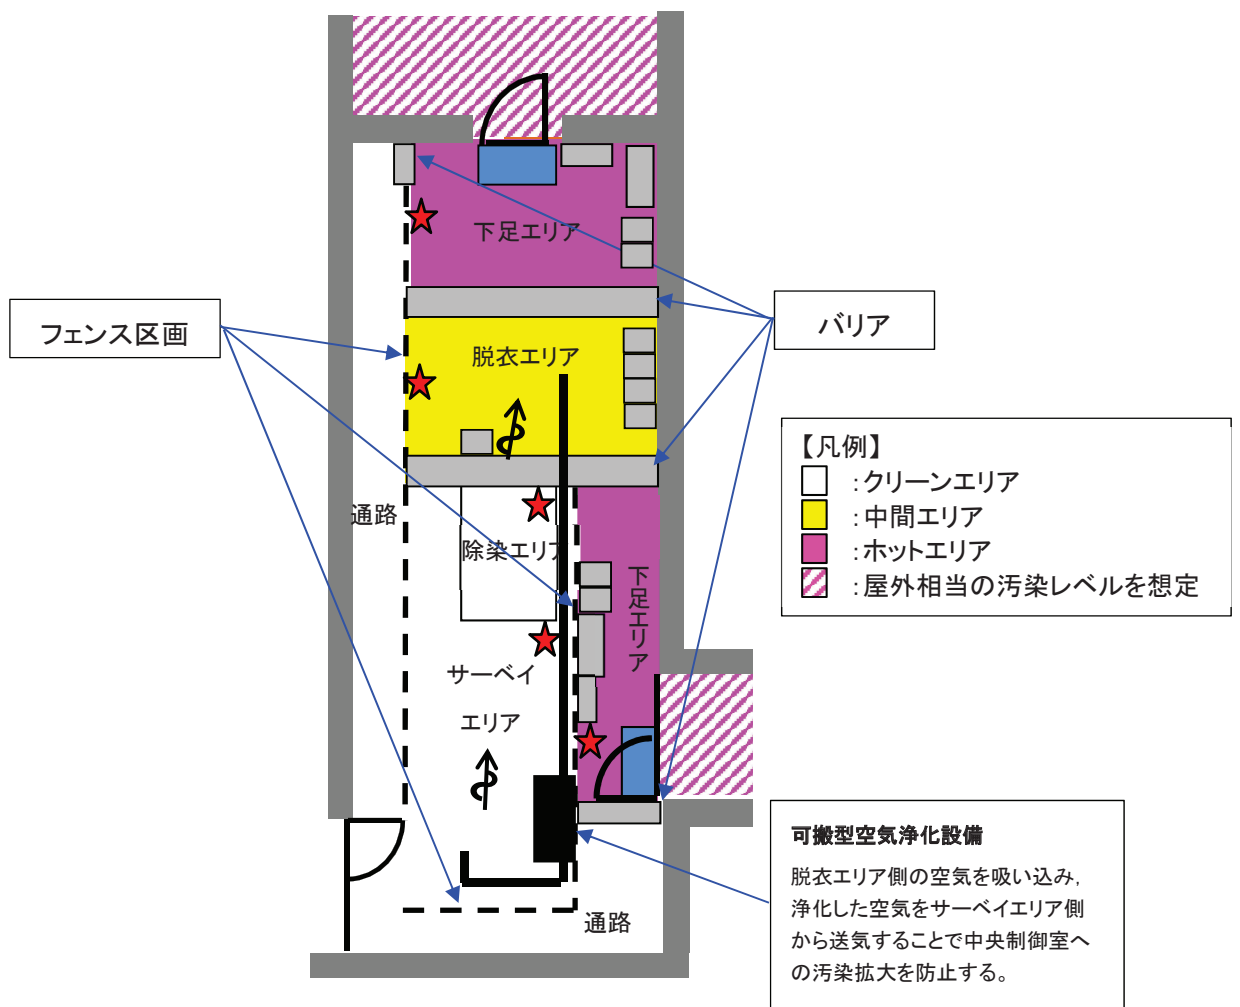 下足エリア
フェンス区画
バリア
脱衣エリア
【凡例】
：クリーンエリア
：中間エリア
：ホットエリア
：屋外相当の汚染レベルを想定
通路
除染エリア
下足エリア
サーベイ
エリア
可搬型空気浄化設備
脱衣エリア側の空気を吸い込み，
浄化した空気をサーベイエリア側
から送気することで中央制御室へ
の汚染拡大を防止する。
通路